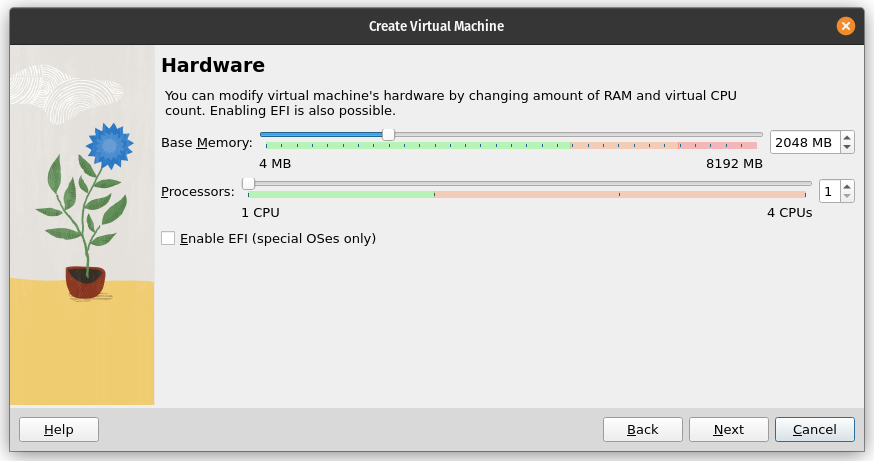 Create Virtual Machine
Hardware
You can modify virtual machine's hardware by changing amount of RAM and virtual CPU
count. Enabling EFI is also possible.
Base Memory:
2048 MB
4 MB
8192 MB
Processors:
1
1 CPU
4 CPUs
Enable EFI (special OSes only)
Help
Back
Next
Cancel